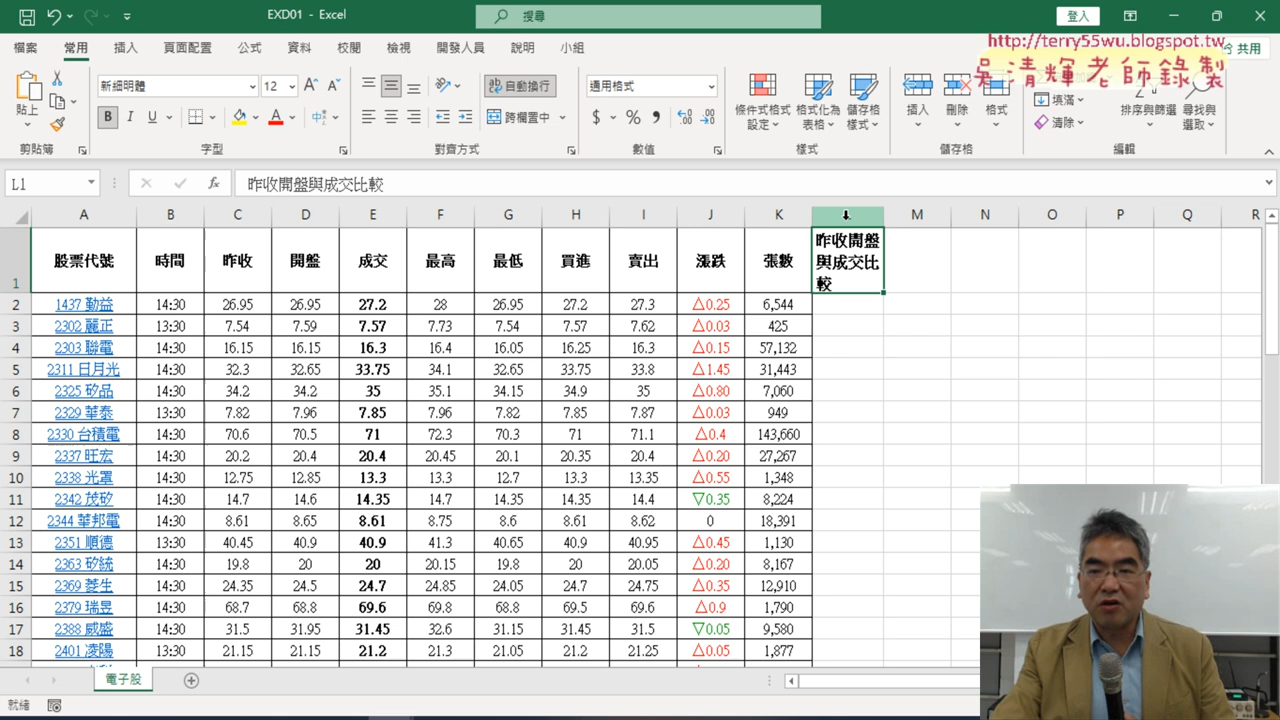 EXD01 - Excel
搜尋
登入
檔案 常用 插入 頁面配置 公式 資料 校閱 檢視 開發人員 說明 小組
http://terry55wu.blogspot.tw
吳清輝老師錄製
共用
貼上
新細明體 12
自動換行
通用格式
條件式格式設定 格式化為表格 儲存格樣式
插入 刪除 格式
填滿
排序與篩選 尋找與選取
B I U
中
跨欄置中
$ % ,
清除
剪貼簿 字型 對齊方式 數值 樣式 儲存格 編輯
L1 fx 昨收開盤與成交比較
A B C D E F G H I J K L M N O P Q R
1 股票代號 時間 昨收 開盤 成交 最高 最低 買進 賣出 漲跌 張數 昨收開盤與成交比較
2 1437 勤益 14:30 26.95 26.95 27.2 28 26.95 27.2 27.3 △0.25 6,544
3 2302 麗正 13:30 7.54 7.59 7.57 7.73 7.54 7.57 7.62 △0.03 425
4 2303 聯電 14:30 16.15 16.15 16.3 16.4 16.05 16.25 16.3 △0.15 57,132
5 2311 日月光 14:30 32.3 32.65 33.75 34.1 32.65 33.75 33.8 △1.45 31,443
6 2325 矽品 14:30 34.2 34.2 35 35.1 34.15 34.9 35 △0.80 7,060
7 2329 華泰 13:30 7.82 7.96 7.85 7.96 7.82 7.85 7.87 △0.03 949
8 2330 台積電 14:30 70.6 70.5 71 72.3 70.3 71 71.1 △0.4 143,660
9 2337 旺宏 14:30 20.2 20.4 20.4 20.45 20.1 20.35 20.4 △0.20 27,267
10 2338 光罩 14:30 12.75 12.85 13.3 13.4 12.7 13.3 13.35 △0.55 1,348
11 2342 茂矽 14:30 14.7 14.6 14.35 14.7 14.35 14.35 14.4 ▽0.35 8,224
12 2344 華邦電 14:30 8.61 8.65 8.61 8.75 8.6 8.61 8.62 0 18,391
13 2351 順德 13:30 40.45 40.9 40.9 41.3 40.65 40.9 40.95 △0.45 1,130
14 2363 矽統 14:30 19.8 20 20 20.15 19.8 20 20.05 △0.20 8,167
15 2369 菱生 14:30 24.35 24.5 24.7 24.85 24.05 24.7 24.75 △0.35 12,910
16 2379 瑞昱 14:30 68.7 68.8 69.6 69.8 68.8 69.5 69.6 △0.9 1,790
17 2388 威盛 14:30 31.5 31.95 31.45 32.6 31.15 31.45 31.5 ▽0.05 9,580
18 2401 凌陽 13:30 21.15 21.15 21.2 21.3 21.05 21.2 21.25 △0.05 1,877
電子股
就緒